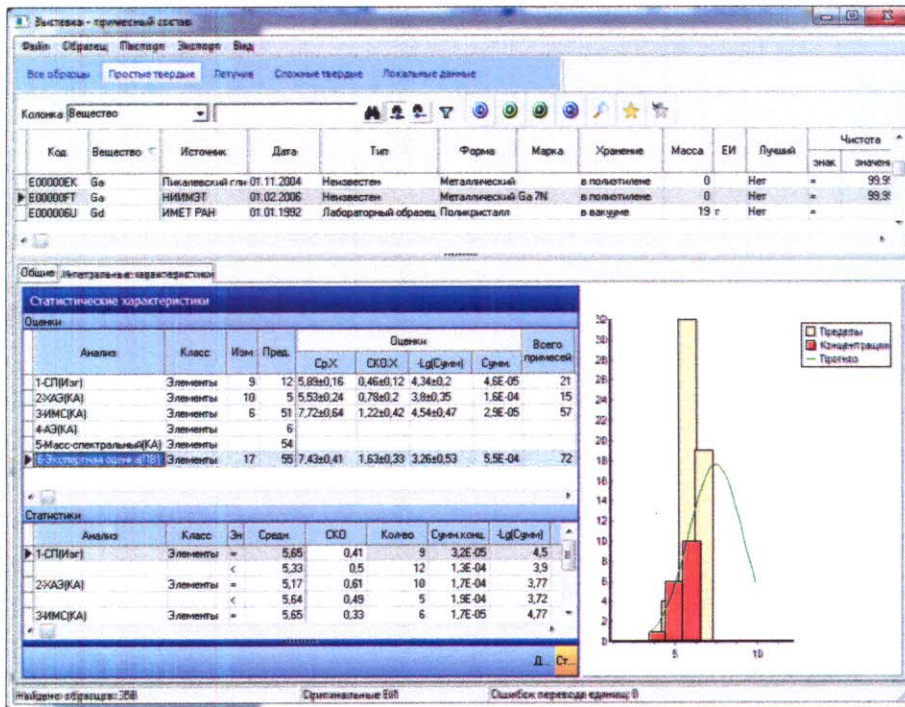 Выставка - примесный состав
Файл Образец Паспорт Экспорт Вид
Все образцы Простые твердые Летучие Сложные твердые Локальные данные
Колонка Вещество
Код Вещество Источник Дата Тип Форма Марка Хранение Масса ЕИ Лучший Чистота
знак значен
E00000EK Ga Пикалевский гли 01.11.2004 Неизвестен Металлический в полиэтилене 0 Нет = 99.9
E00000FT Ga НИИМЭТ 01.02.2006 Неизвестен Металлический Ga 7N в полиэтилене 0 Нет = 99.9
E000006U Gd ИМЕТ РАН 01.01.1992 Лабораторный образец Поликристалл в вакууме 19 г Нет =
Общие Интегральные характеристики
Статистические характеристики
Оценки
Анализ Класс Изм Пред. Оценки Всего примесей
Ср.X СКО.X -Lg(Сумм) Сумм.
1-СП(Изг) Элементы 9 12 5,89±0,16 0,46±0,12 4,34±0,2 4,6E-05 21
2-ХАЭ(КА) Элементы 10 5 5,53±0,24 0,78±0,2 3,8±0,35 1,6E-04 15
3-ИМС(КА) Элементы 6 51 7,72±0,64 1,22±0,42 4,54±0,47 2,9E-05 57
4-АЭ(КА) Элементы 6
5-Масс-спектральный(КА) Элементы 54
6-Экспертная оценка(ПВ) Элементы 17 55 7,43±0,41 1,63±0,33 3,26±0,53 5,5E-04 72
Статистики
Анализ Класс Зн Средн. СКО Кол-во Сумм.конц. -Lg(Сумм)
1-СП(Изг) Элементы = 5,65 0,41 9 3,2E-05 4,5
< 5,33 0,5 12 1,3E-04 3,9
2-ХАЭ(КА) Элементы = 5,17 0,61 10 1,7E-04 3,77
< 5,64 0,49 5 1,9E-04 3,72
3-ИМС(КА) Элементы = 5,65 0,33 6 1,7E-05 4,77
Д... Ст...
Пределы
Концентрации
Прогноз
30
28
26
24
22
20
18
16
14
12
10
8
6
4
2
0
5 10
Найдено образцов: Оригинальные ЕИ Ошибок перевода единиц: 0